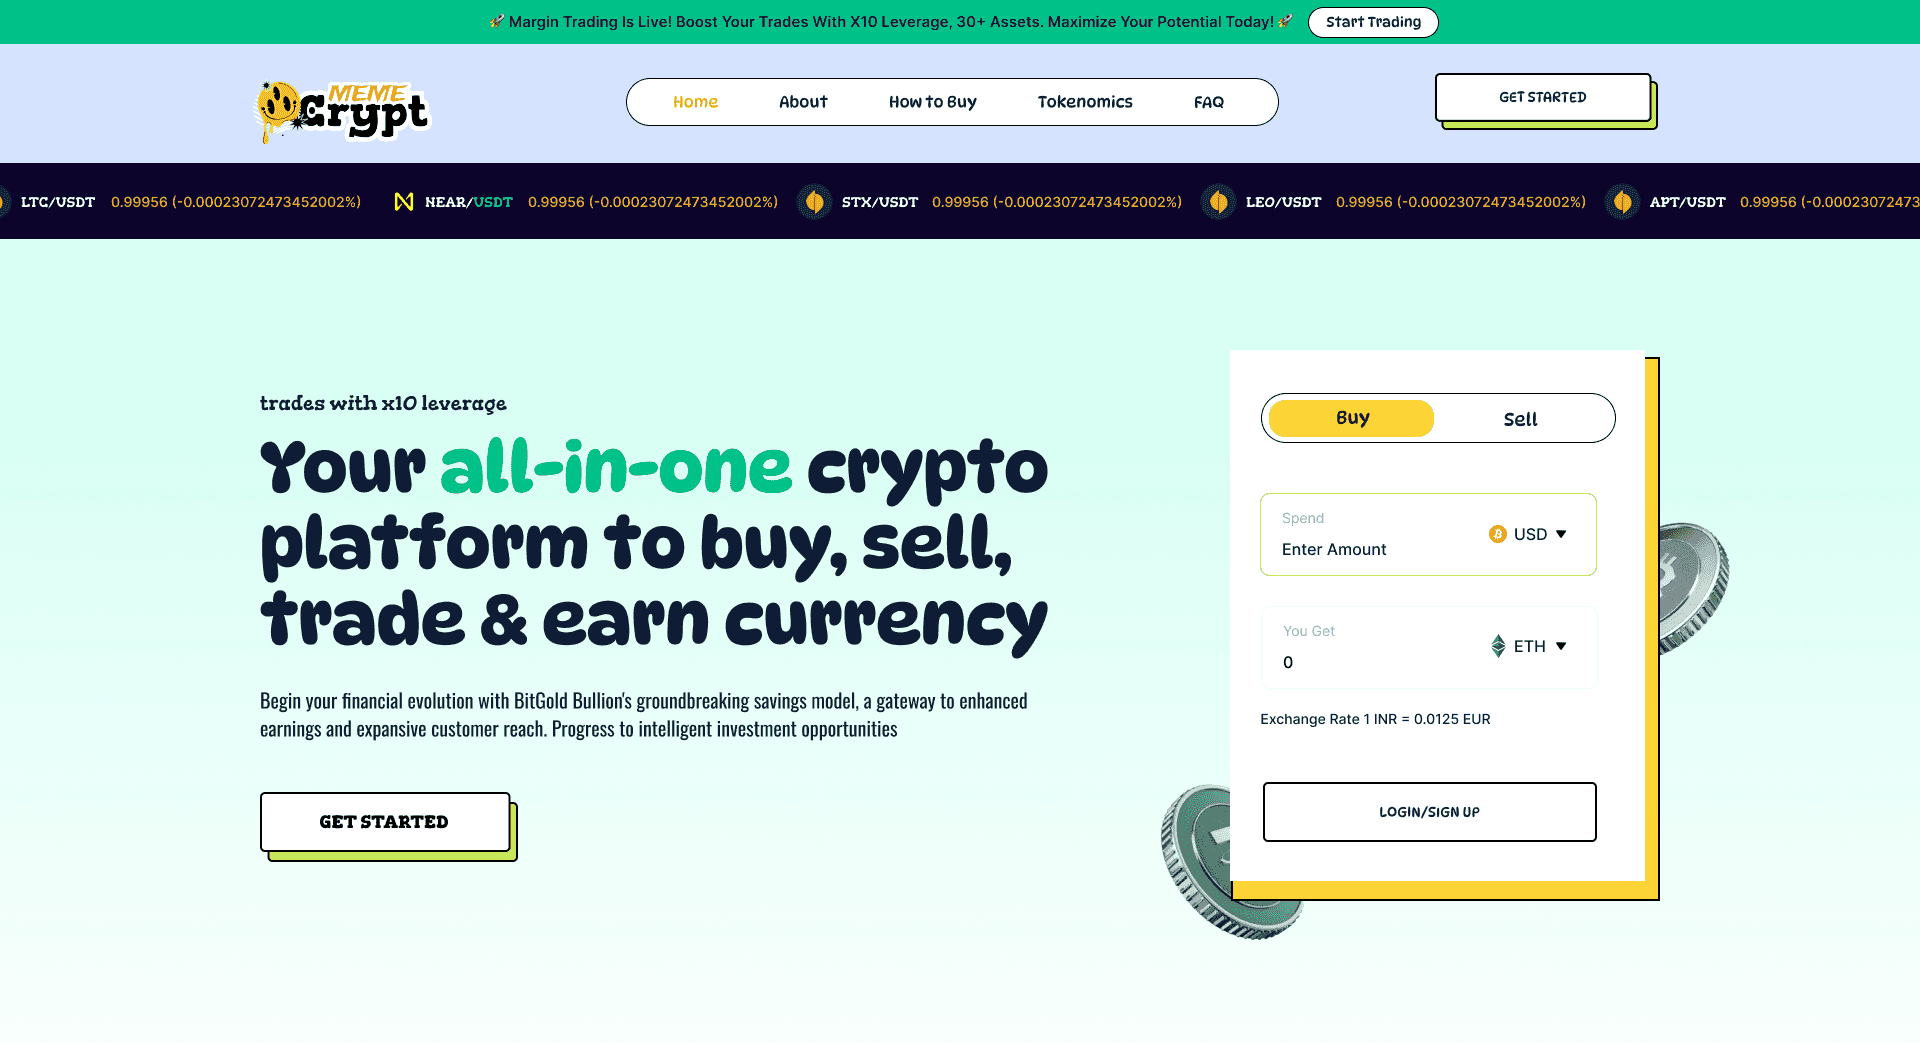 🚀 Margin Trading Is Live! Boost Your Trades With X10 Leverage, 30+ Assets. Maximize Your Potential Today! 🚀 Start Trading
MEME
Crypt
Home About How to Buy Tokenomics FAQ
GET STARTED
LTC/USDT 0.99956 (-0.00023072473452002%) NEAR/USDT 0.99956 (-0.00023072473452002%) STX/USDT 0.99956 (-0.00023072473452002%) LEO/USDT 0.99956 (-0.00023072473452002%) APT/USDT 0.99956 (-0.00023072473
trades with x10 leverage
Your all-in-one crypto
platform to buy, sell,
trade & earn currency
Begin your financial evolution with BitGold Bullion's groundbreaking savings model, a gateway to enhanced
earnings and expansive customer reach. Progress to intelligent investment opportunities
GET STARTED
Buy Sell
Spend
Enter Amount
USD
You Get
0
ETH
Exchange Rate 1 INR = 0.0125 EUR
LOGIN/SIGN UP